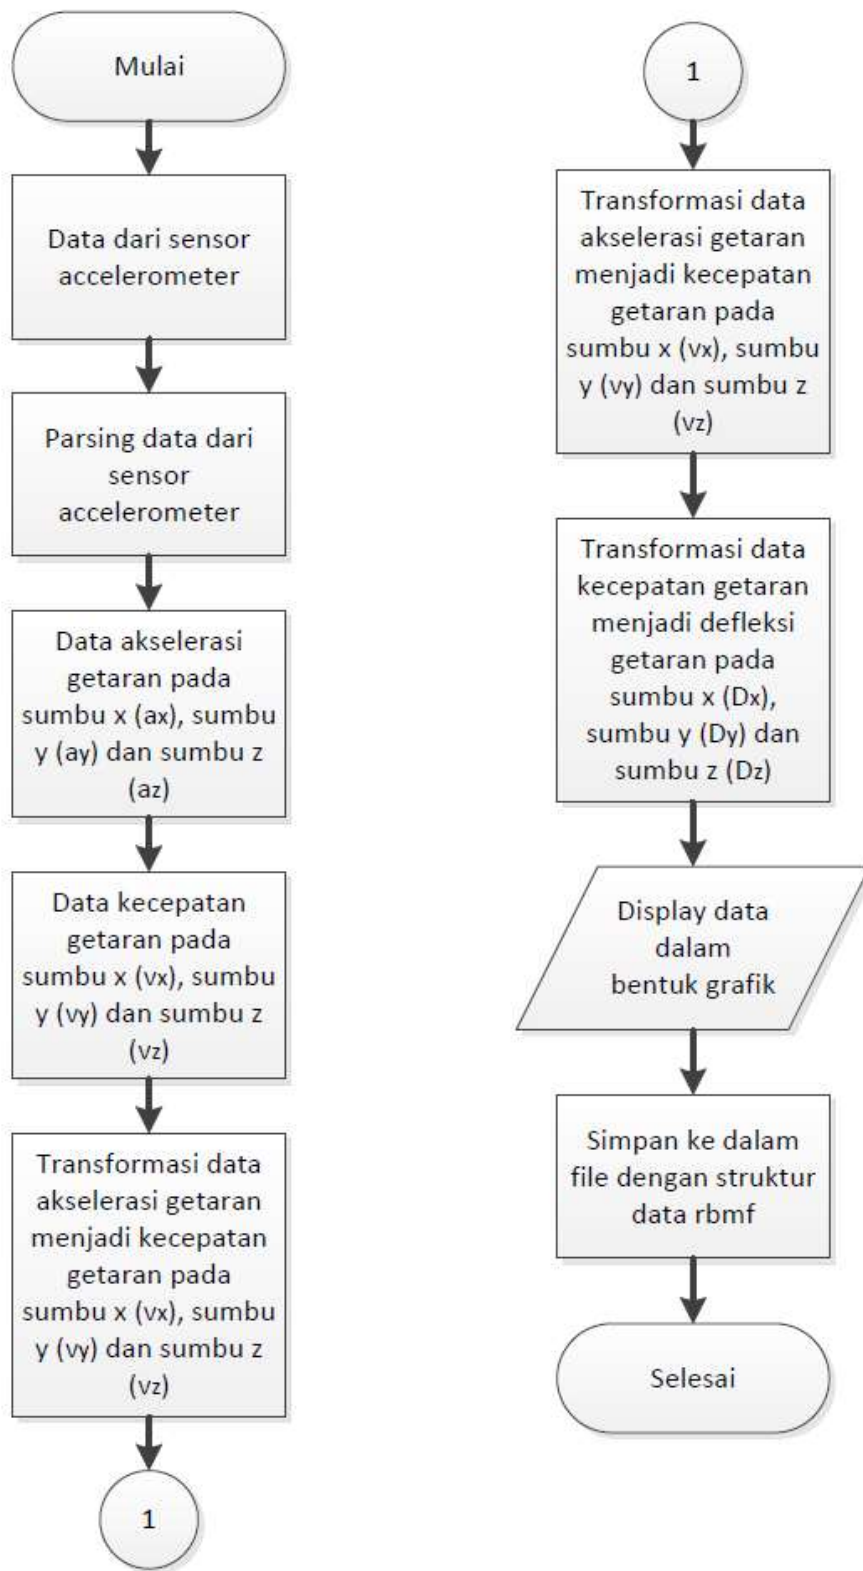 Mulai
Data dari sensor
accelerometer
Parsing data dari
sensor
accelerometer
Data akselerasi
getaran pada
sumbu x (ax), sumbu
y (ay) dan sumbu z
(az)
Data kecepatan
getaran pada
sumbu x (vx), sumbu
y (vy) dan sumbu z
(vz)
Transformasi data
akselerasi getaran
menjadi kecepatan
getaran pada
sumbu x (vx), sumbu
y (vy) dan sumbu z
(vz)
1
1
Transformasi data
akselerasi getaran
menjadi kecepatan
getaran pada
sumbu x (vx), sumbu
y (vy) dan sumbu z
(vz)
Transformasi data
kecepatan getaran
menjadi defleksi
getaran pada
sumbu x (Dx),
sumbu y (Dy) dan
sumbu z (Dz)
Display data
dalam
bentuk grafik
Simpan ke dalam
file dengan struktur
data rbmf
Selesai